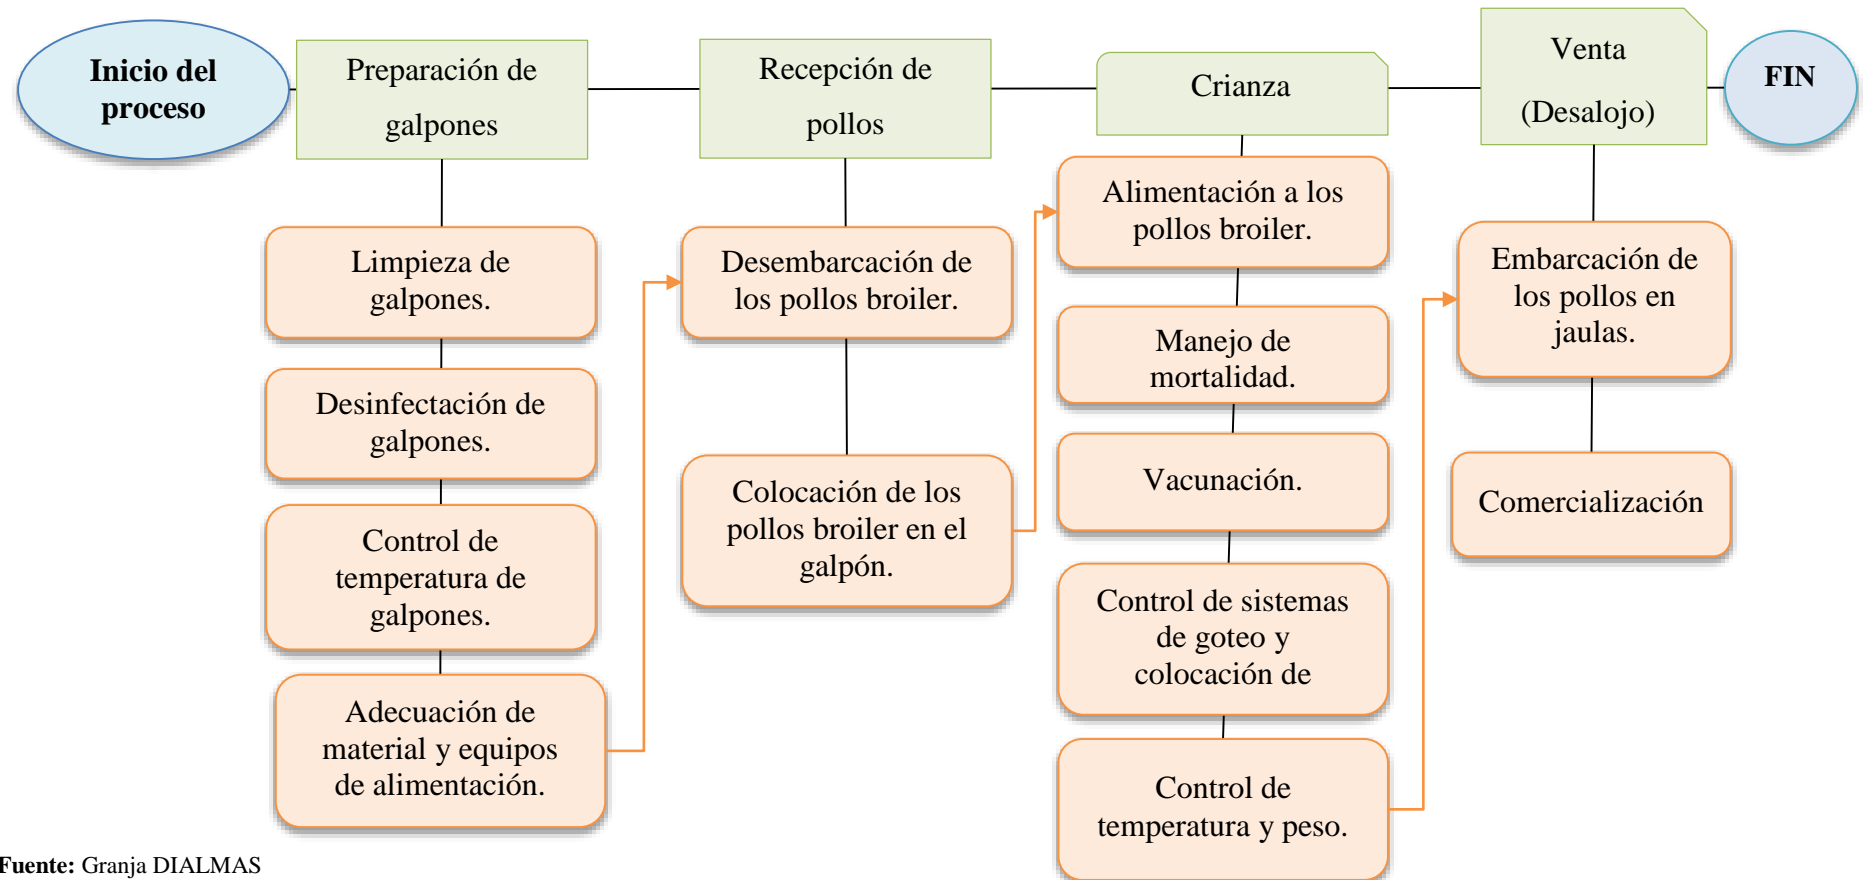 Inicio del
proceso
Preparación de
galpones
Recepción de
pollos
Crianza
Venta
(Desalojo)
FIN
Limpieza de
galpones.
Desinfectación de
galpones.
Control de
temperatura de
galpones.
Adecuación de
material y equipos
de alimentación.
Desembarcación de
los pollos broiler.
Colocación de los
pollos broiler en el
galpón.
Alimentación a los
pollos broiler.
Manejo de
mortalidad.
Vacunación.
Control de sistemas
de goteo y
colocación de
Control de
temperatura y peso.
Embarcación de
los pollos en
jaulas.
Comercialización
Fuente: Granja DIALMAS